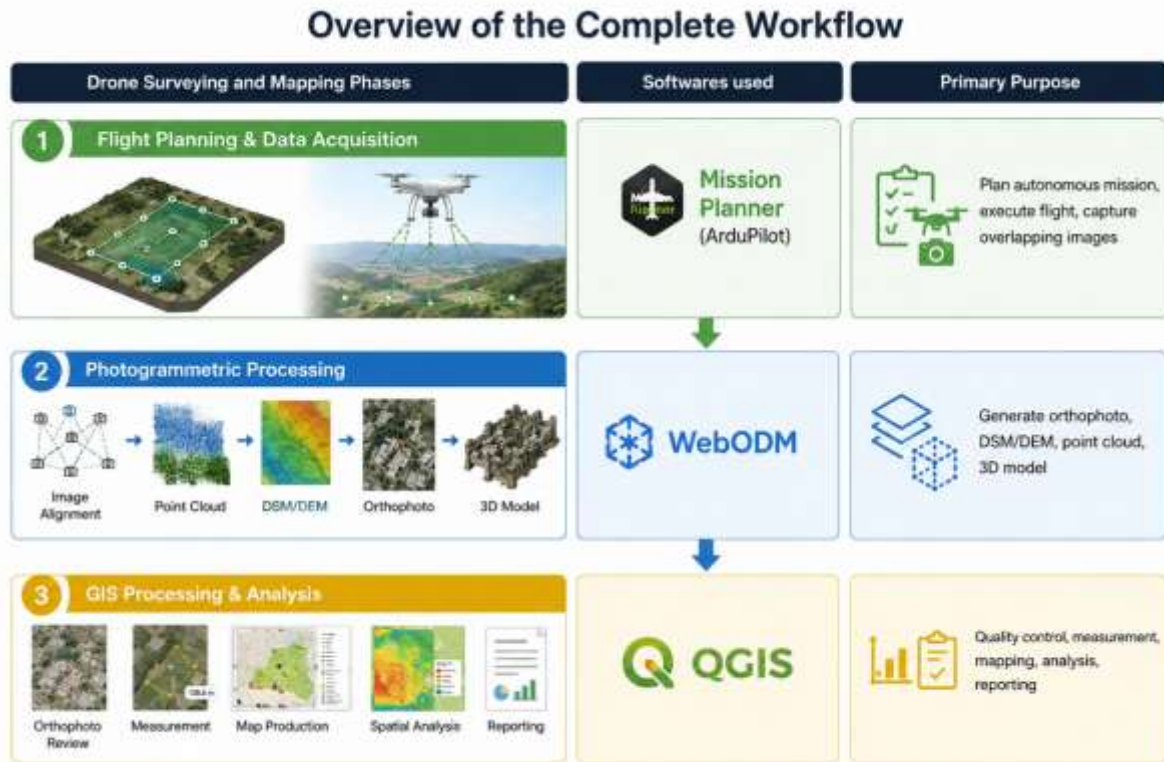 Overview of the Complete Workflow
Drone Surveying and Mapping Phases
Softwares used
Primary Purpose
1
Flight Planning & Data Acquisition
Mission
Planner
(ArduPilot)
Plan autonomous mission,
execute flight, capture
overlapping images
2
Photogrammetric Processing
Image
Alignment
Point Cloud
DSM/DEM
Orthophoto
3D Model
WebODM
Generate orthophoto,
DSM/DEM, point cloud,
3D model
3
GIS Processing & Analysis
Orthophoto
Review
Measurement
Map Production
Spatial Analysis
Reporting
QGIS
Quality control, measurement,
mapping, analysis,
reporting